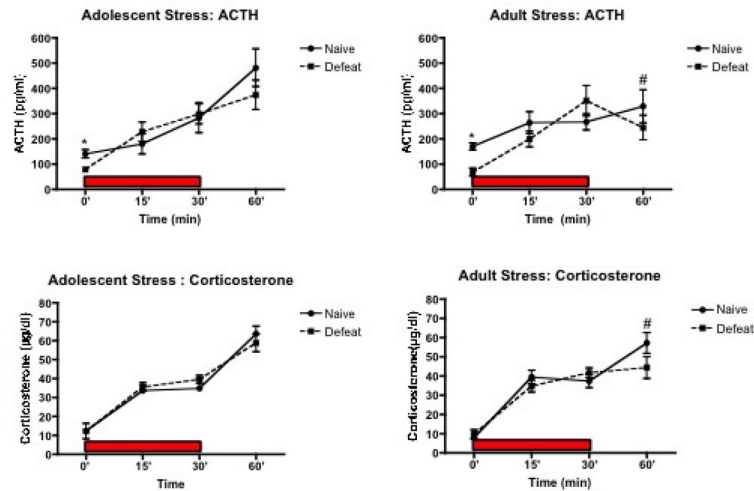 Adolescent Stress: ACTH
600
500
400
300
200
100
0
ACTH (pg/ml)
*
0' 15' 30' 60'
Time (min)
Naive
Defeat
Adult Stress: ACTH
600
500
400
300
200
100
0
ACTH (pg/ml)
*
#
0' 15' 30' 60'
Time (min)
Naive
Defeat
Adolescent Stress : Corticosterone
80
70
60
50
40
30
20
10
0
Corticosterone (µg/dl)
0' 15' 30' 60'
Time
Naive
Defeat
Adult Stress: Corticosterone
80
70
60
50
40
30
20
10
0
Corticosterone(µg/dl)
#
0' 15' 30' 60'
Time (min)
Naive
Defeat